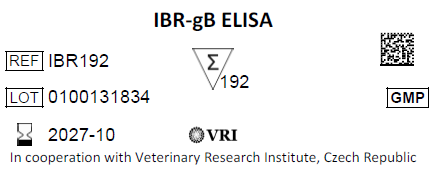 IBR-gB ELISA
REF IBR192
Σ 192
LOT 0100131834
GMP
2027-10
VRI
In cooperation with Veterinary Research Institute, Czech Republic